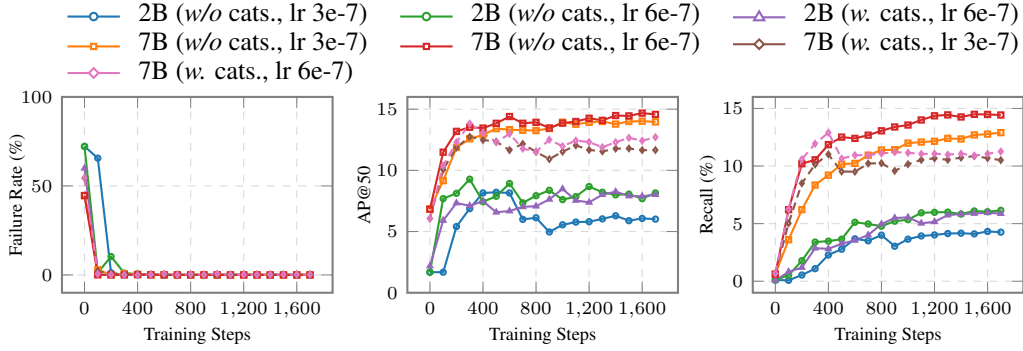 2B (w/o cats., lr 3e-7) 2B (w/o cats., lr 6e-7) 2B (w. cats., lr 6e-7)
7B (w/o cats., lr 3e-7) 7B (w/o cats., lr 6e-7) 7B (w. cats., lr 3e-7)
7B (w. cats., lr 6e-7)
Failure Rate (%)
100
50
0
0 400 800 1,200 1,600
Training Steps
AP@50
15
10
5
0
0 400 800 1,200 1,600
Training Steps
Recall (%)
15
10
5
0
0 400 800 1,200 1,600
Training Steps